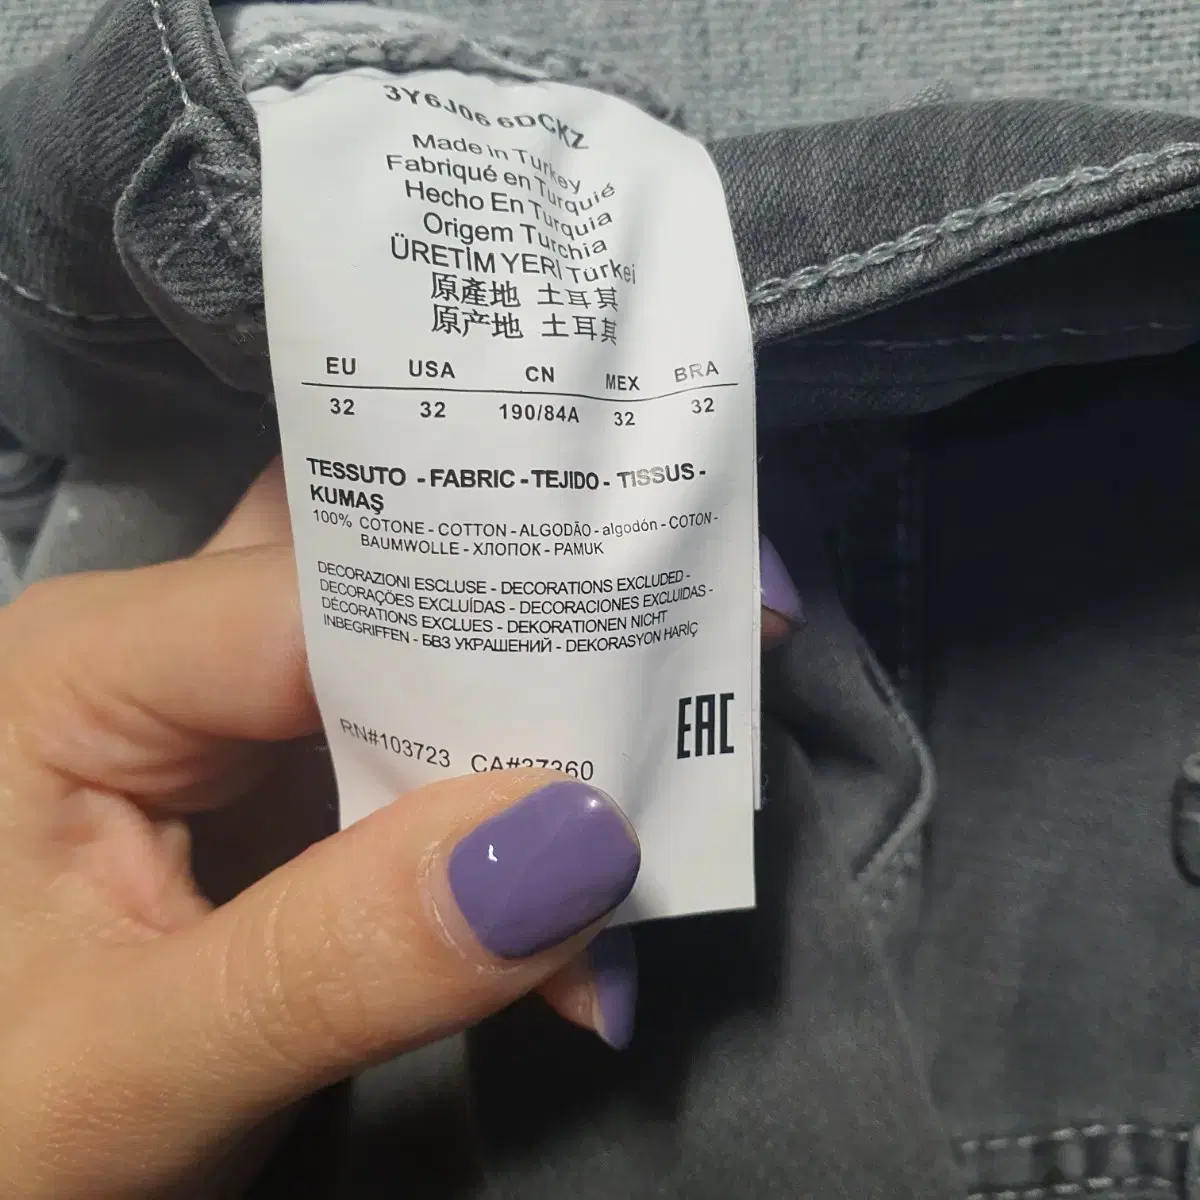 3Y6J06 6DCKZ
Made in Turkey
Fabriqué en Turquié
Hecho En Turquia
Origem Turchia
ÜRETİM YERI Türkei
原產地 土耳其
原产地 土耳其
EU USA CN MEX BRA
32 32 190/84A 32 32
TESSUTO - FABRIC - TEJIDO - TISSUS -
KUMAŞ
100% COTONE - COTTON - ALGODÃO - algodón - COTON -
BAUMWOLLE - ХЛОПОК - PAMUK
DECORAZIONI ESCLUSE - DECORATIONS EXCLUDED -
DECORAÇÕES EXCLUÍDAS - DECORACIONES EXCLUIDAS -
DÉCORATIONS EXCLUES - DEKORATIONEN NICHT
INBEGRIFFEN - БВЗ УКРАШЕНИЙ - DEKORASYON HARİÇ
EAC
RN#103723 CA#